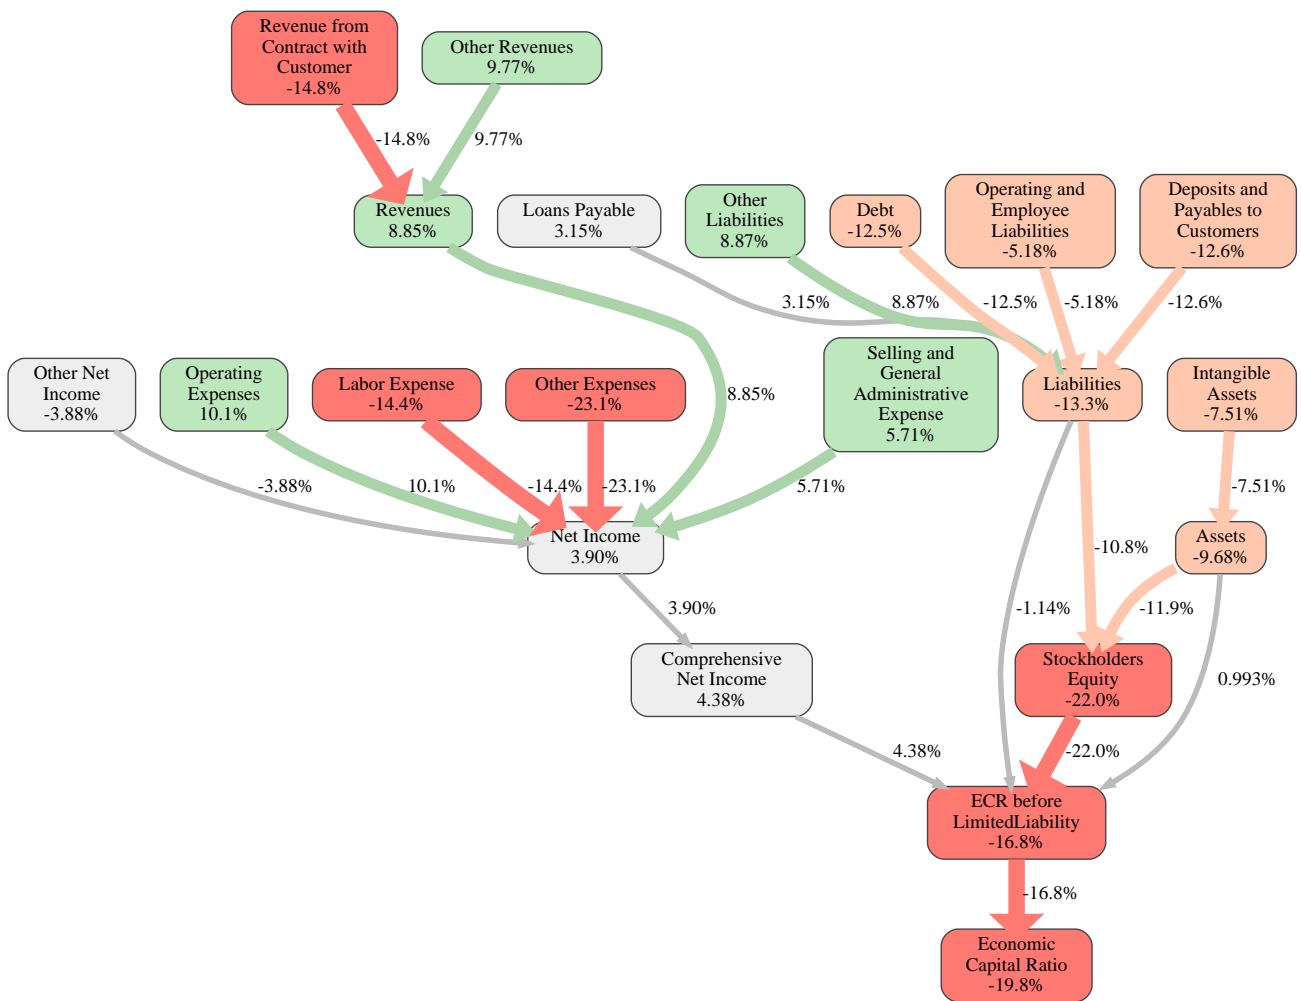 Revenue from
Contract with
Customer
-14.8%
Other Revenues
9.77%
-14.8%
9.77%
Revenues
8.85%
Loans Payable
3.15%
Other
Liabilities
8.87%
Debt
-12.5%
Operating and
Employee
Liabilities
-5.18%
Deposits and
Payables to
Customers
-12.6%
3.15%
8.87%
-12.5%
-5.18%
-12.6%
Other Net
Income
-3.88%
Operating
Expenses
10.1%
Labor Expense
-14.4%
Other Expenses
-23.1%
8.85%
Selling and
General
Administrative
Expense
5.71%
Liabilities
-13.3%
Intangible
Assets
-7.51%
-3.88%
10.1%
-14.4%
-23.1%
5.71%
-7.51%
Net Income
3.90%
-10.8%
Assets
-9.68%
3.90%
-1.14%
-11.9%
Comprehensive
Net Income
4.38%
Stockholders
Equity
-22.0%
0.993%
4.38%
-22.0%
ECR before
LimitedLiability
-16.8%
-16.8%
Economic
Capital Ratio
-19.8%